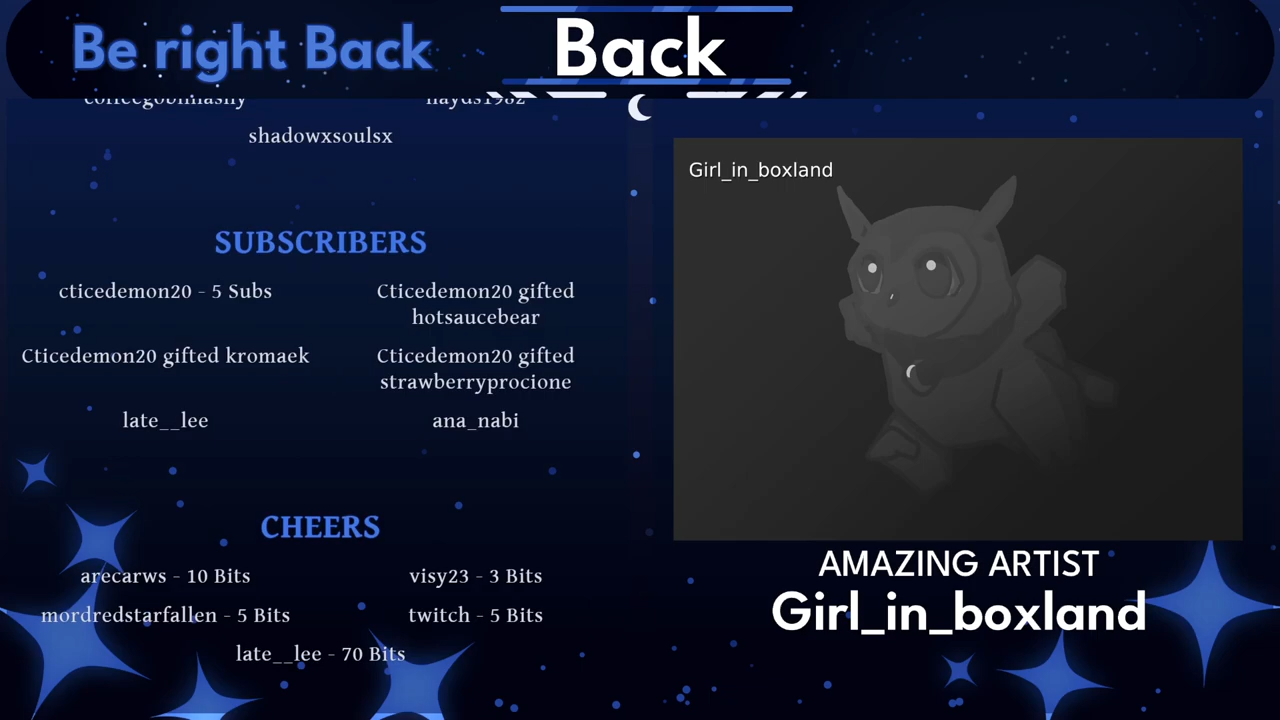 Be right Back
Back
shadowxsoulsx
SUBSCRIBERS
cticedemon20 - 5 Subs
Cticedemon20 gifted
hotsaucebear
Cticedemon20 gifted kromaek
Cticedemon20 gifted
strawberryprocione
late__lee
ana_nabi
CHEERS
arecarws - 10 Bits
visy23 - 3 Bits
mordredstarfallen - 5 Bits
twitch - 5 Bits
late__lee - 70 Bits
Girl_in_boxland
AMAZING ARTIST
Girl_in_boxland